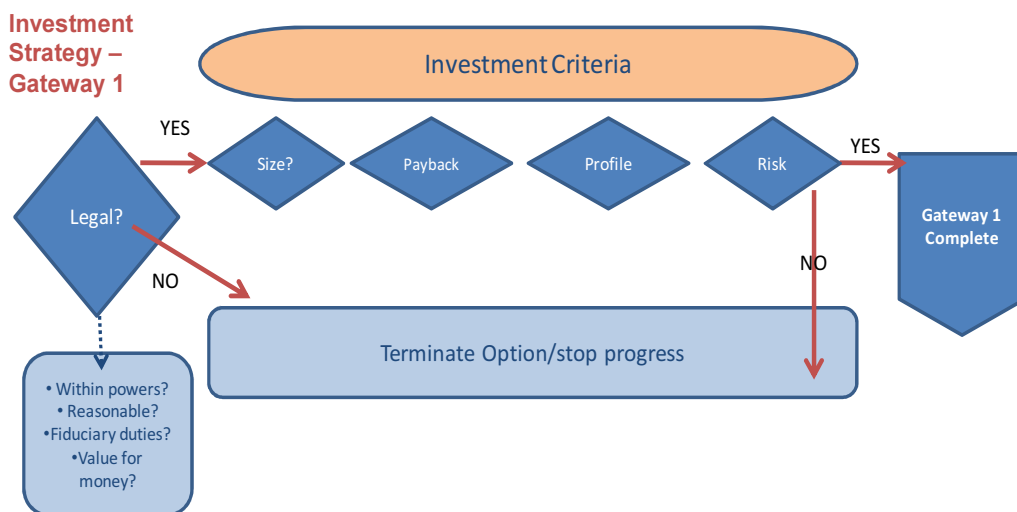 Investment
Strategy –
Gateway 1
Investment Criteria
YES
Size?
Payback
Profile
Risk
YES
Legal?
Gateway 1
Complete
NO
NO
Terminate Option/stop progress
• Within powers?
• Reasonable?
•Fiduciary duties?
•Value for
money?